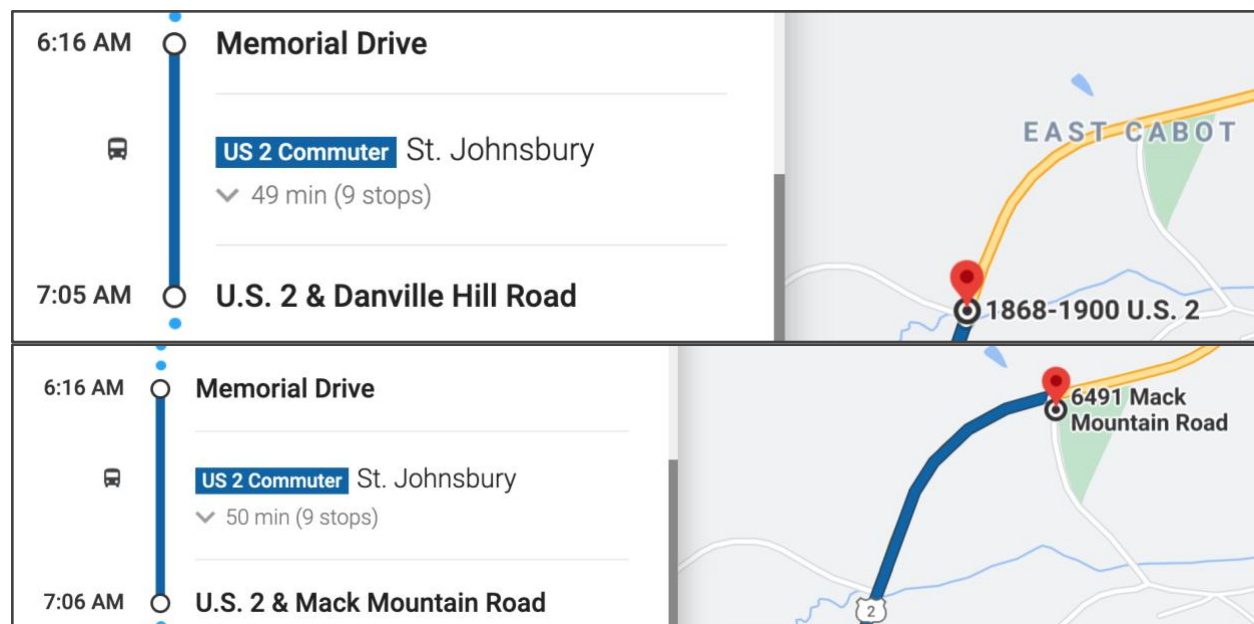 6:16 AM Memorial Drive
US 2 Commuter St. Johnsbury
49 min (9 stops)
7:05 AM U.S. 2 & Danville Hill Road
EAST CABOT
1868-1900 U.S. 2
6:16 AM Memorial Drive
US 2 Commuter St. Johnsbury
50 min (9 stops)
7:06 AM U.S. 2 & Mack Mountain Road
6491 Mack
Mountain Road
2